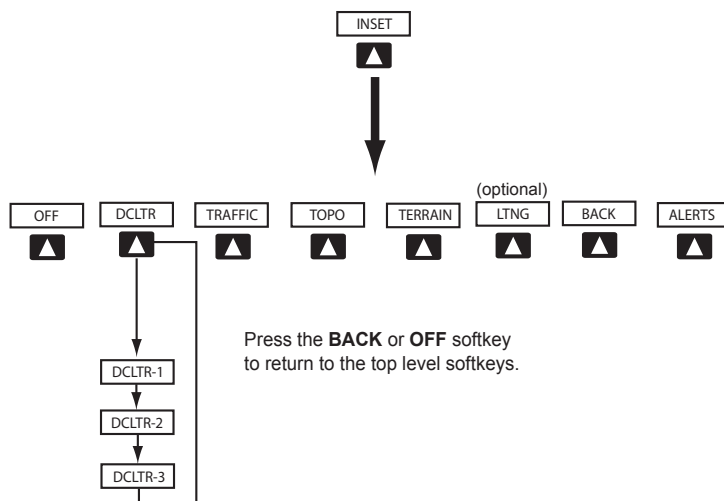 INSET
(optional)
OFF DCLTR TRAFFIC TOPO TERRAIN LTNG BACK ALERTS
Press the BACK or OFF softkey
to return to the top level softkeys.
DCLTR-1
DCLTR-2
DCLTR-3